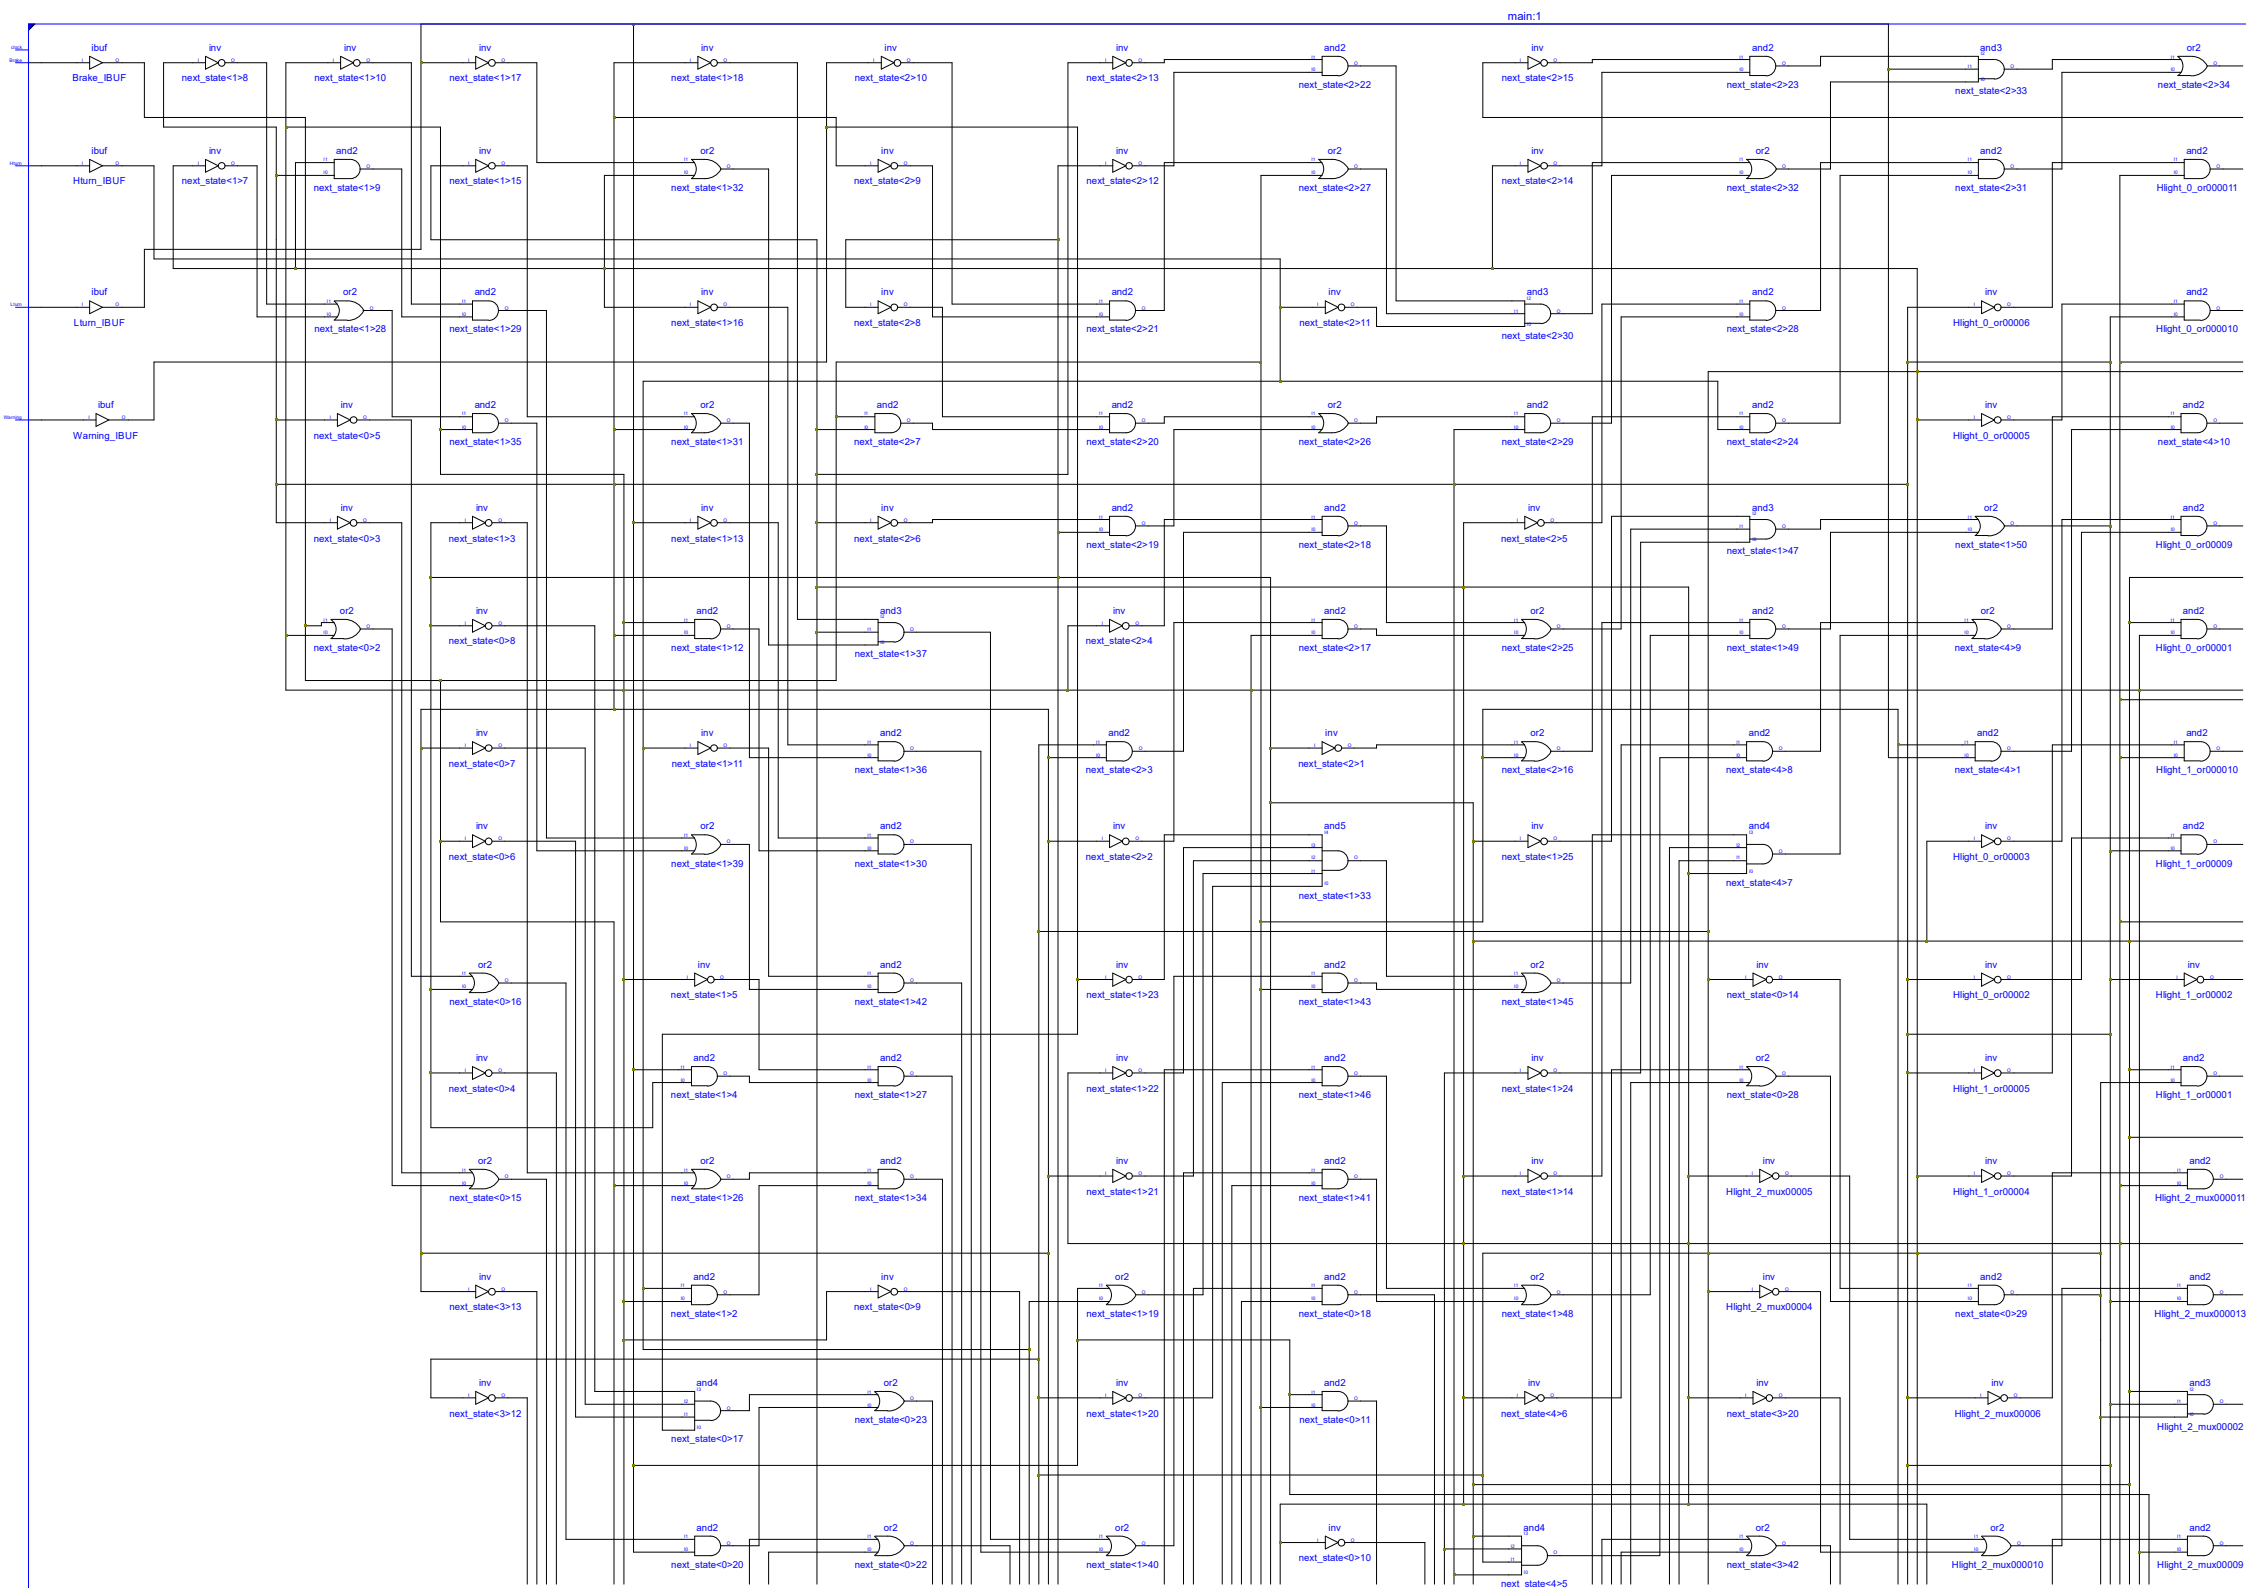 main:1
clock
Brake
ibuf
Brake_IBUF
inv
next_state<1>8
inv
next_state<1>10
inv
next_state<1>17
inv
next_state<1>18
inv
next_state<2>10
inv
next_state<2>13
and2
next_state<2>22
inv
next_state<2>15
and2
next_state<2>23
and3
next_state<2>33
or2
next_state<2>34
Hturn
ibuf
Hturn_IBUF
inv
next_state<1>7
and2
next_state<1>9
inv
next_state<1>15
or2
next_state<1>32
inv
next_state<2>9
inv
next_state<2>12
or2
next_state<2>27
inv
next_state<2>14
or2
next_state<2>32
and2
next_state<2>31
and2
Hlight_0_or000011
Lturn
ibuf
Lturn_IBUF
or2
next_state<1>28
and2
next_state<1>29
inv
next_state<1>16
inv
next_state<2>8
and2
next_state<2>21
inv
next_state<2>11
and3
next_state<2>30
and2
next_state<2>28
inv
Hlight_0_or00006
and2
Hlight_0_or000010
Warning
ibuf
Warning_IBUF
inv
next_state<0>5
and2
next_state<1>35
or2
next_state<1>31
and2
next_state<2>7
and2
next_state<2>20
or2
next_state<2>26
and2
next_state<2>29
and2
next_state<2>24
inv
Hlight_0_or00005
and2
next_state<4>10
inv
next_state<0>3
inv
next_state<1>3
inv
next_state<1>13
inv
next_state<2>6
and2
next_state<2>19
and2
next_state<2>18
inv
next_state<2>5
and3
next_state<1>47
or2
next_state<1>50
and2
Hlight_0_or00009
or2
next_state<0>2
inv
next_state<0>8
and2
next_state<1>12
and3
next_state<1>37
inv
next_state<2>4
and2
next_state<2>17
or2
next_state<2>25
and2
next_state<1>49
or2
next_state<4>9
and2
Hlight_0_or00001
inv
next_state<0>7
inv
next_state<1>11
and2
next_state<1>36
and2
next_state<2>3
inv
next_state<2>1
or2
next_state<2>16
and2
next_state<4>8
and2
next_state<4>1
and2
Hlight_1_or000010
inv
next_state<0>6
or2
next_state<1>39
and2
next_state<1>30
inv
next_state<2>2
and5
next_state<1>33
inv
next_state<1>25
and4
next_state<4>7
inv
Hlight_0_or00003
and2
Hlight_1_or00009
or2
next_state<0>16
inv
next_state<1>5
and2
next_state<1>42
inv
next_state<1>23
and2
next_state<1>43
or2
next_state<1>45
inv
next_state<0>14
inv
Hlight_0_or00002
inv
Hlight_1_or00002
inv
next_state<0>4
and2
next_state<1>4
and2
next_state<1>27
inv
next_state<1>22
and2
next_state<1>46
inv
next_state<1>24
or2
next_state<0>28
inv
Hlight_1_or00005
and2
Hlight_1_or00001
or2
next_state<0>15
or2
next_state<1>26
and2
next_state<1>34
inv
next_state<1>21
and2
next_state<1>41
inv
next_state<1>14
inv
Hlight_2_mux00005
inv
Hlight_1_or00004
and2
Hlight_2_mux000011
inv
next_state<3>13
and2
next_state<1>2
inv
next_state<0>9
or2
next_state<1>19
and2
next_state<0>18
or2
next_state<1>48
inv
Hlight_2_mux00004
and2
next_state<0>29
and2
Hlight_2_mux000013
inv
next_state<3>12
and4
next_state<0>17
or2
next_state<0>23
inv
next_state<1>20
and2
next_state<0>11
inv
next_state<4>6
inv
next_state<3>20
inv
Hlight_2_mux00006
and3
Hlight_2_mux00002
and2
next_state<0>20
or2
next_state<0>22
or2
next_state<1>40
inv
next_state<0>10
and4
next_state<4>5
or2
next_state<3>42
or2
Hlight_2_mux000010
and2
Hlight_2_mux00009